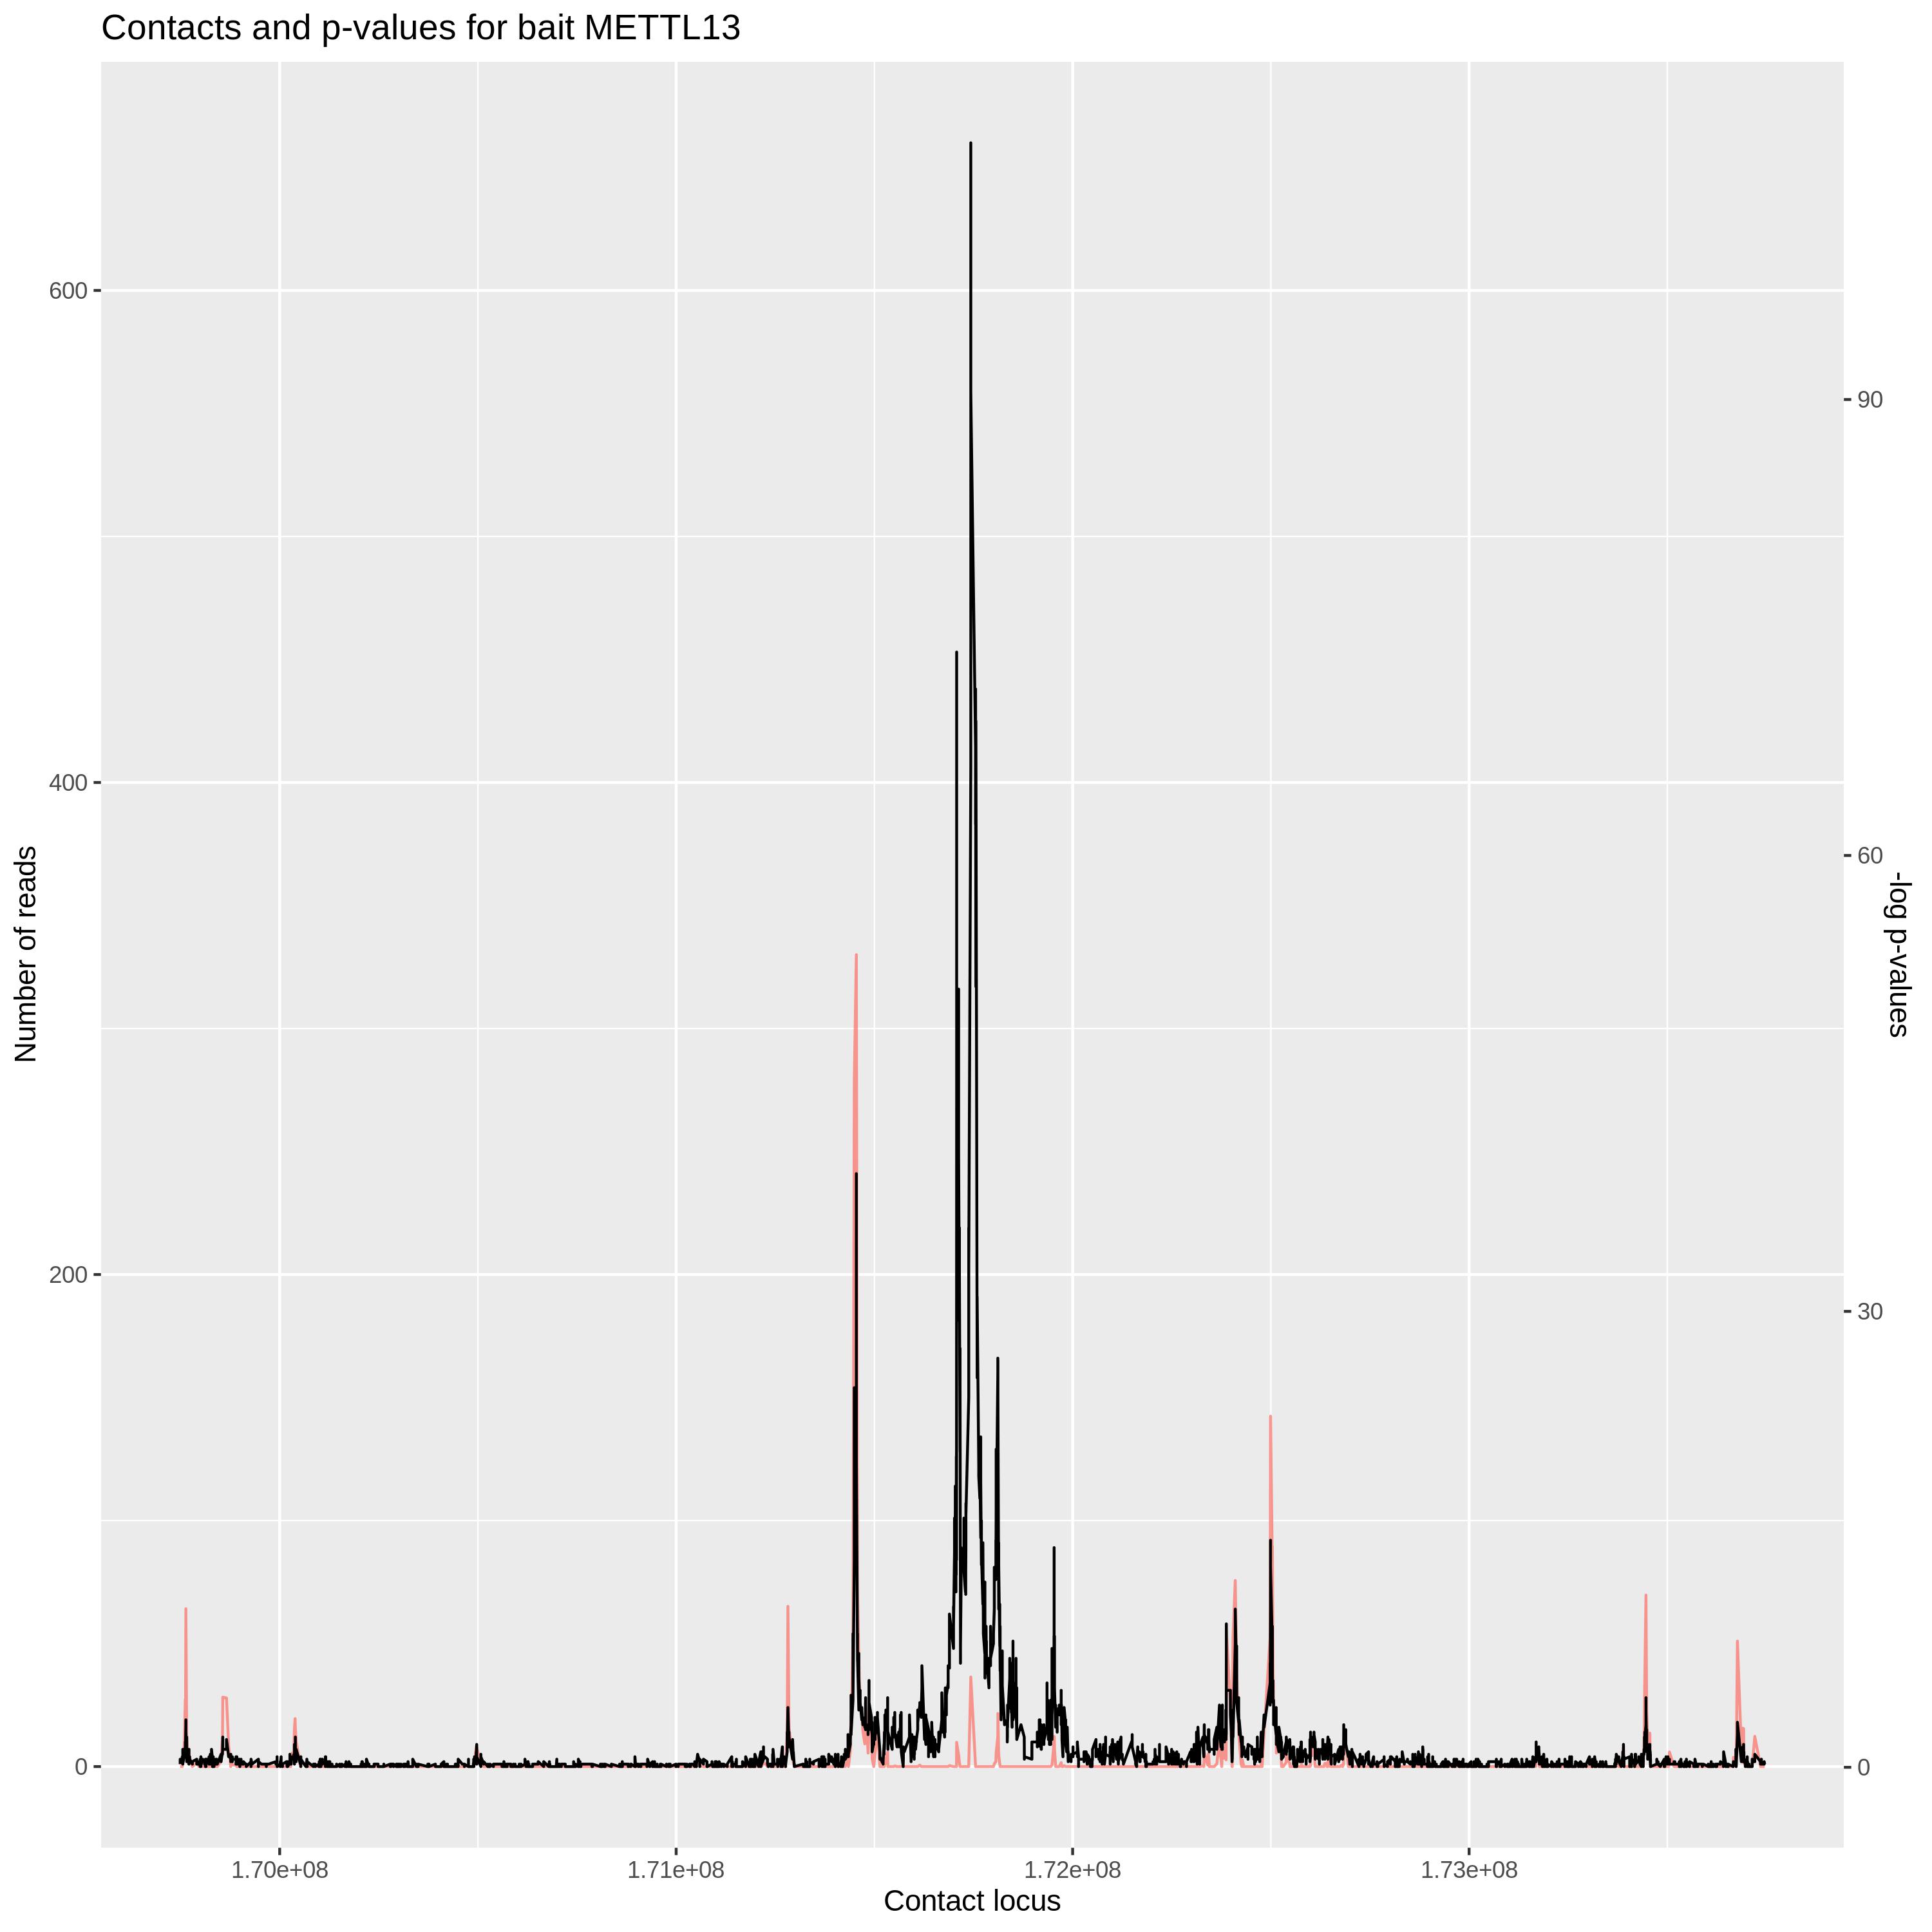 Contacts and p-values for bait METTL13
600
400
200
0
90
60
30
0
Number of reads
-log p-values
1.70e+08
1.71e+08
1.72e+08
1.73e+08
Contact locus